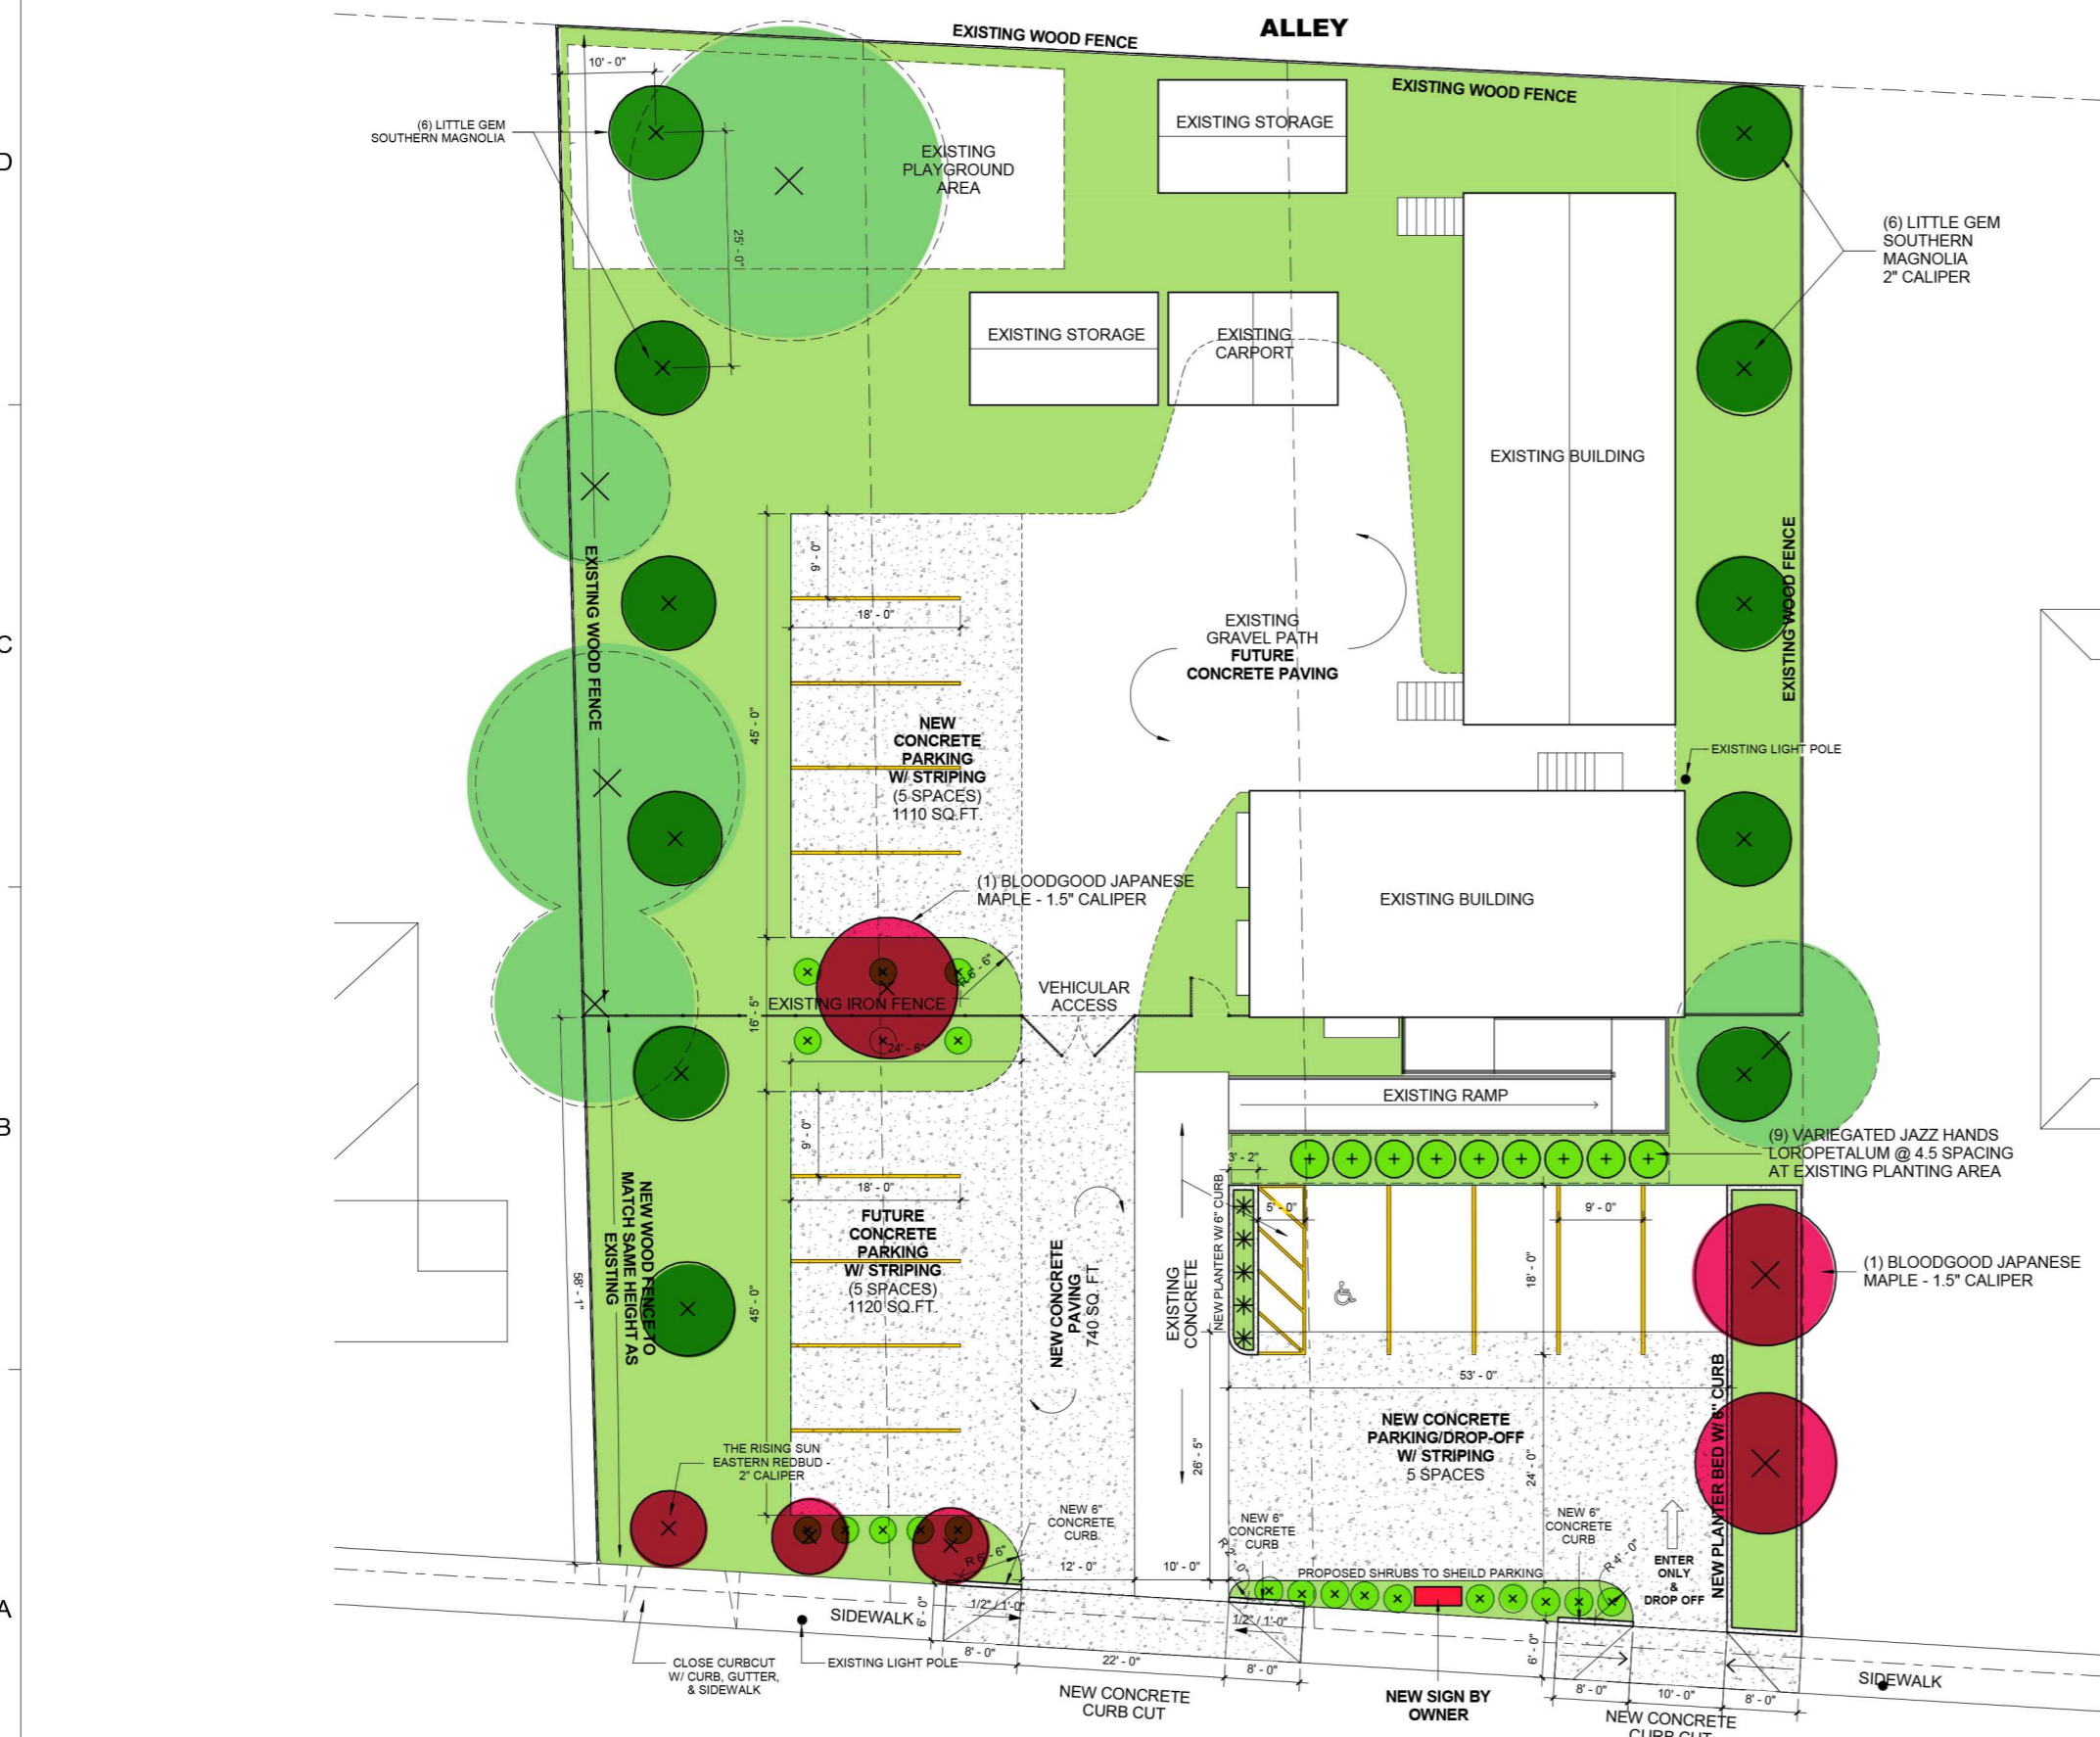 ALLEY
EXISTING WOOD FENCE
EXISTING WOOD FENCE
10' - 0"
D
(6) LITTLE GEM
SOUTHERN MAGNOLIA
EXISTING STORAGE
EXISTING
PLAYGROUND
AREA
25' - 0"
(6) LITTLE GEM
SOUTHERN
MAGNOLIA
2" CALIPER
EXISTING STORAGE
EXISTING
CARPORT
EXISTING BUILDING
EXISTING WOOD FENCE
EXISTING WOOD FENCE
9' - 0"
18' - 0"
C
EXISTING
GRAVEL PATH
FUTURE
CONCRETE PAVING
45' - 0"
NEW
CONCRETE
PARKING
W/ STRIPING
(5 SPACES)
1110 SQ.FT.
EXISTING LIGHT POLE
(1) BLOODGOOD JAPANESE
MAPLE - 1.5" CALIPER
EXISTING BUILDING
R 6' - 6"
VEHICULAR
ACCESS
EXISTING IRON FENCE
16' - 5"
24' - 6"
EXISTING RAMP
B
9' - 0"
18' - 0"
(9) VARIEGATED JAZZ HANDS
LOROPETALUM @ 4.5 SPACING
AT EXISTING PLANTING AREA
3' - 2"
5' - 0"
9' - 0"
NEW PLANTER W/ 6" CURB
18' - 0"
NEW WOOD FENCE TO
MATCH SAME HEIGHT AS
EXISTING
58' - 1"
FUTURE
CONCRETE
PARKING
W/ STRIPING
(5 SPACES)
1120 SQ.FT.
45' - 0"
NEW CONCRETE
PAVING
740 SQ.FT
EXISTING
CONCRETE
(1) BLOODGOOD JAPANESE
MAPLE - 1.5" CALIPER
53' - 0"
NEW CONCRETE
PARKING/DROP-OFF
W/ STRIPING
5 SPACES
26' - 5"
24' - 0"
NEW PLANTER BED W/ 6" CURB
THE RISING SUN
EASTERN REDBUD -
2" CALIPER
NEW 6"
CONCRETE
CURB
NEW 6"
CONCRETE
CURB
NEW 6"
CONCRETE
CURB
R 6' - 6"
12' - 0"
10' - 0"
R 2' - 0"
R 4' - 0"
PROPOSED SHRUBS TO SHEILD PARKING
ENTER
ONLY
&
DROP OFF
A
SIDEWALK
6' - 0"
1/2" / 1'-0"
1/2" / 1'-0"
6' - 0"
CLOSE CURBCUT
W/ CURB, GUTTER,
& SIDEWALK
EXISTING LIGHT POLE
8' - 0"
22' - 0"
8' - 0"
NEW CONCRETE
CURB CUT
NEW SIGN BY
OWNER
8' - 0"
10' - 0"
8' - 0"
SIDEWALK
NEW CONCRETE
CURB CUT